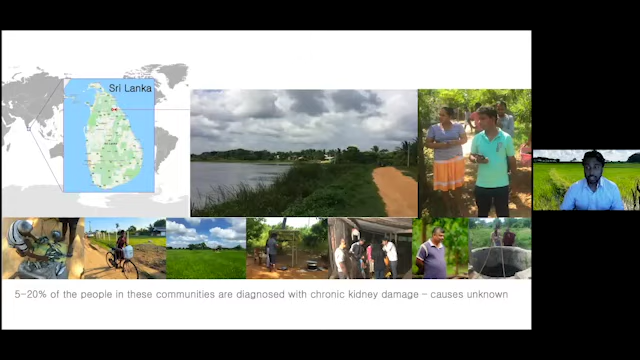 Sri Lanka
5-20% of the people in these communities are diagnosed with chronic kidney damage – causes unknown